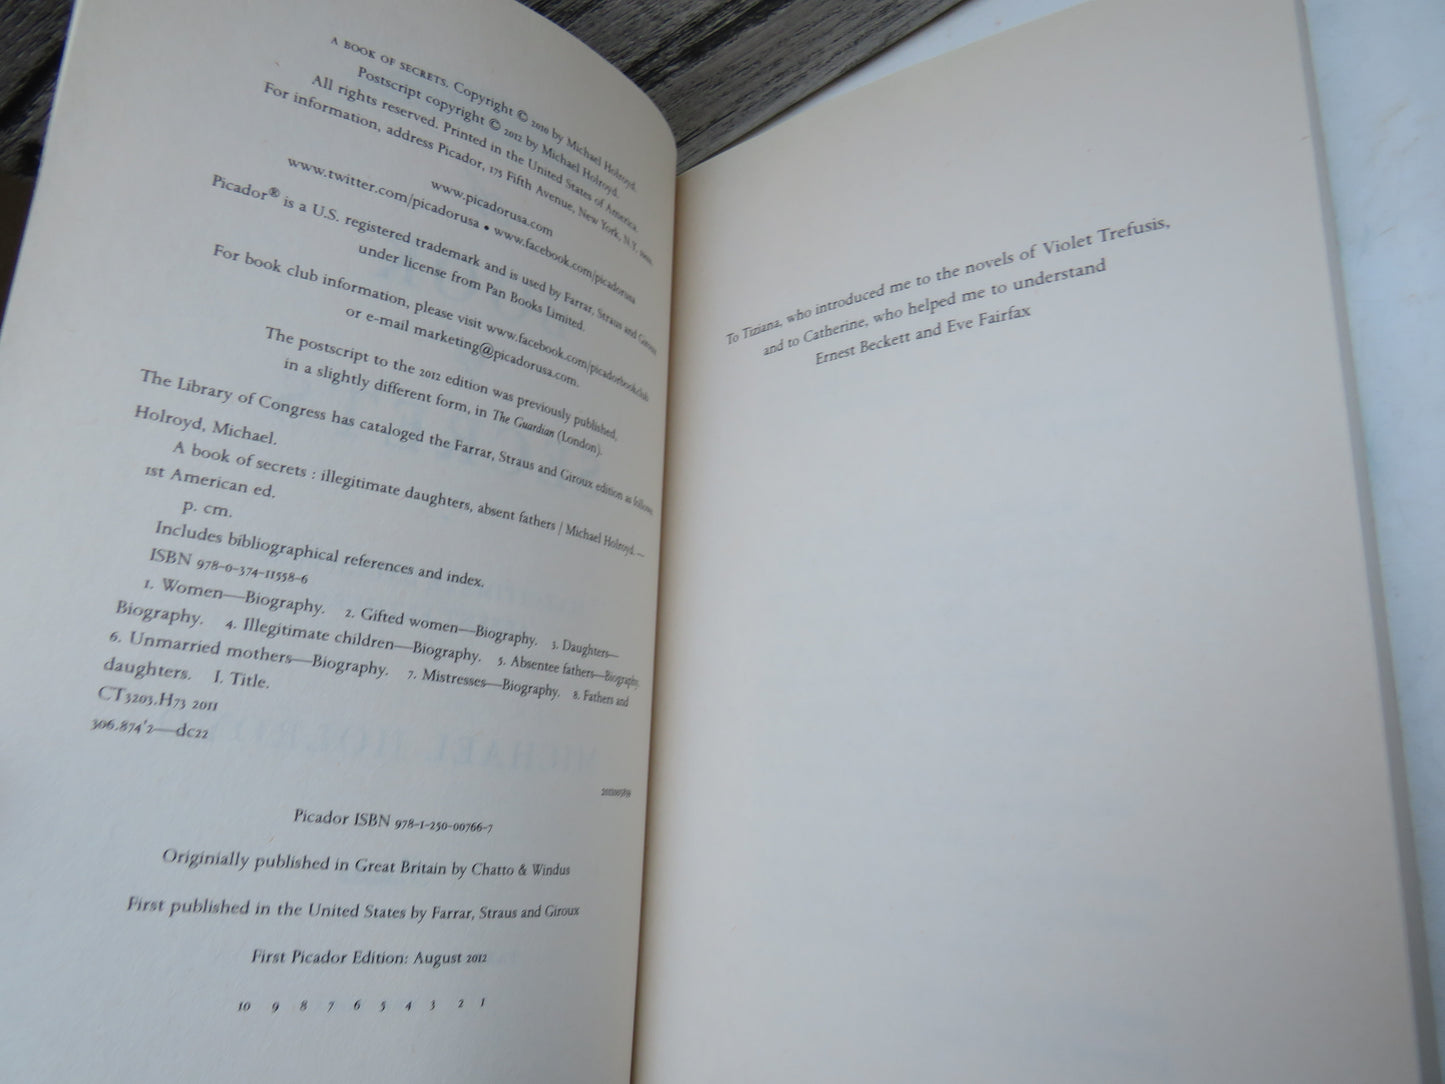 A BOOK OF SECRETS. Copyright © 2010 by Michael Holroyd.
Postscript copyright © 2012 by Michael Holroyd.
All rights reserved. Printed in the United States of America.
For information, address Picador, 175 Fifth Avenue, New York, N.Y.
www.picadorusa.com
www.twitter.com/picadorusa • www.facebook.com/picadorusa
Picador® is a U.S. registered trademark and is used by Farrar, Straus and Giroux
under license from Pan Books Limited.
For book club information, please visit www.facebook.com/picadorbookclub
or e-mail marketing@picadorusa.com.
The postscript to the 2012 edition was previously published,
in a slightly different form, in The Guardian (London).
The Library of Congress has cataloged the Farrar, Straus and Giroux edition as follows:
Holroyd, Michael.
A book of secrets : illegitimate daughters, absent fathers / Michael Holroyd.—
1st American ed.
p. cm.
Includes bibliographical references and index.
ISBN 978-0-374-11558-6
1. Women—Biography. 2. Gifted women—Biography. 3. Daughters—
Biography. 4. Illegitimate children—Biography. 5. Absentee fathers—Biography.
6. Unmarried mothers—Biography. 7. Mistresses—Biography. 8. Fathers and
daughters. I. Title.
CT3203.H73 2011
306.874'2—dc22
Picador ISBN 978-1-250-00766-7
Originially published in Great Britain by Chatto & Windus
First published in the United States by Farrar, Straus and Giroux
First Picador Edition: August 2012
10 9 8 7 6 5 4 3 2 1
To Tiziana, who introduced me to the novels of Violet Trefusis,
and to Catherine, who helped me to understand
Ernest Beckett and Eve Fairfax